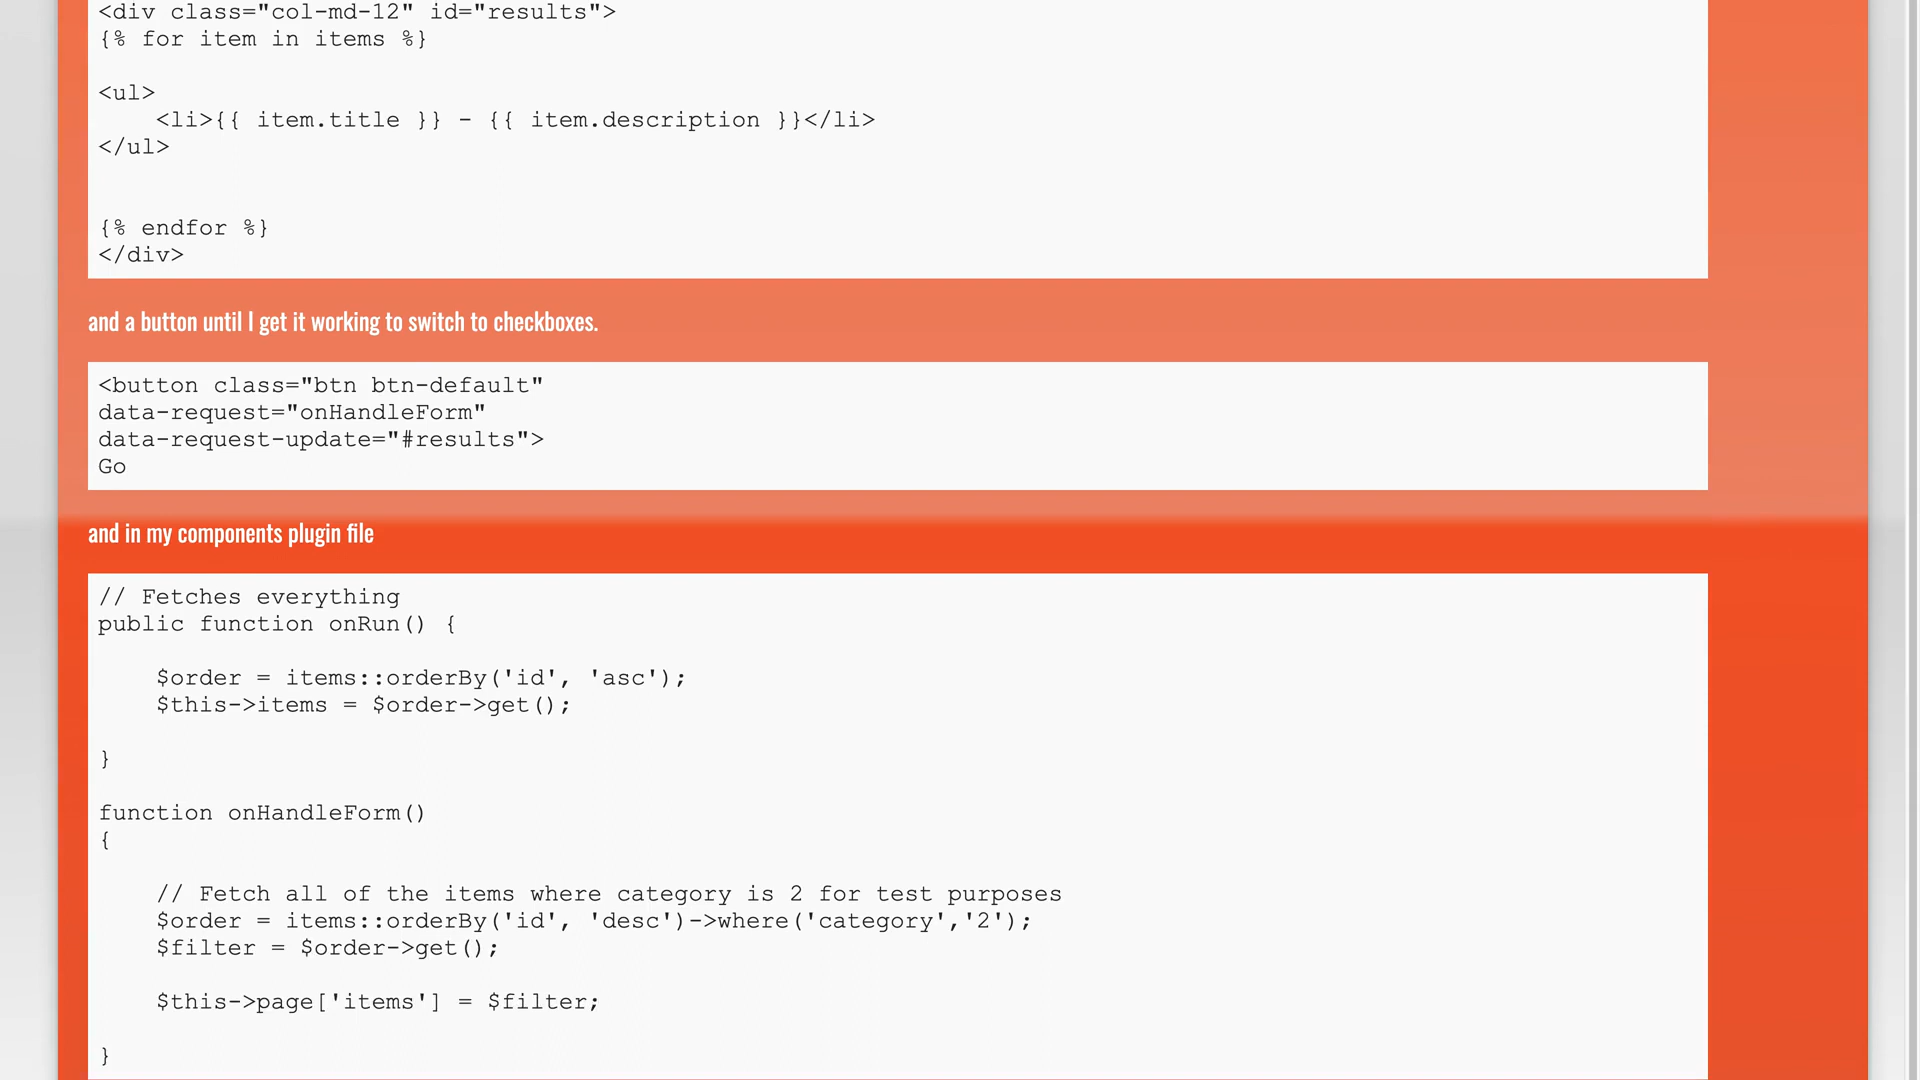 <div class="col-md-12" id="results">
{% for item in items %}
<ul>
<li>{{ item.title }} - {{ item.description }}</li>
</ul>
{% endfor %}
</div>
and a button until I get it working to switch to checkboxes.
<button class="btn btn-default"
data-request="onHandleForm"
data-request-update="#results">
Go
and in my components plugin file
// Fetches everything
public function onRun() {
$order = items::orderBy('id', 'asc');
$this->items = $order->get();
}
function onHandleForm()
{
// Fetch all of the items where category is 2 for test purposes
$order = items::orderBy('id', 'desc')->where('category','2');
$filter = $order->get();
$this->page['items'] = $filter;
}